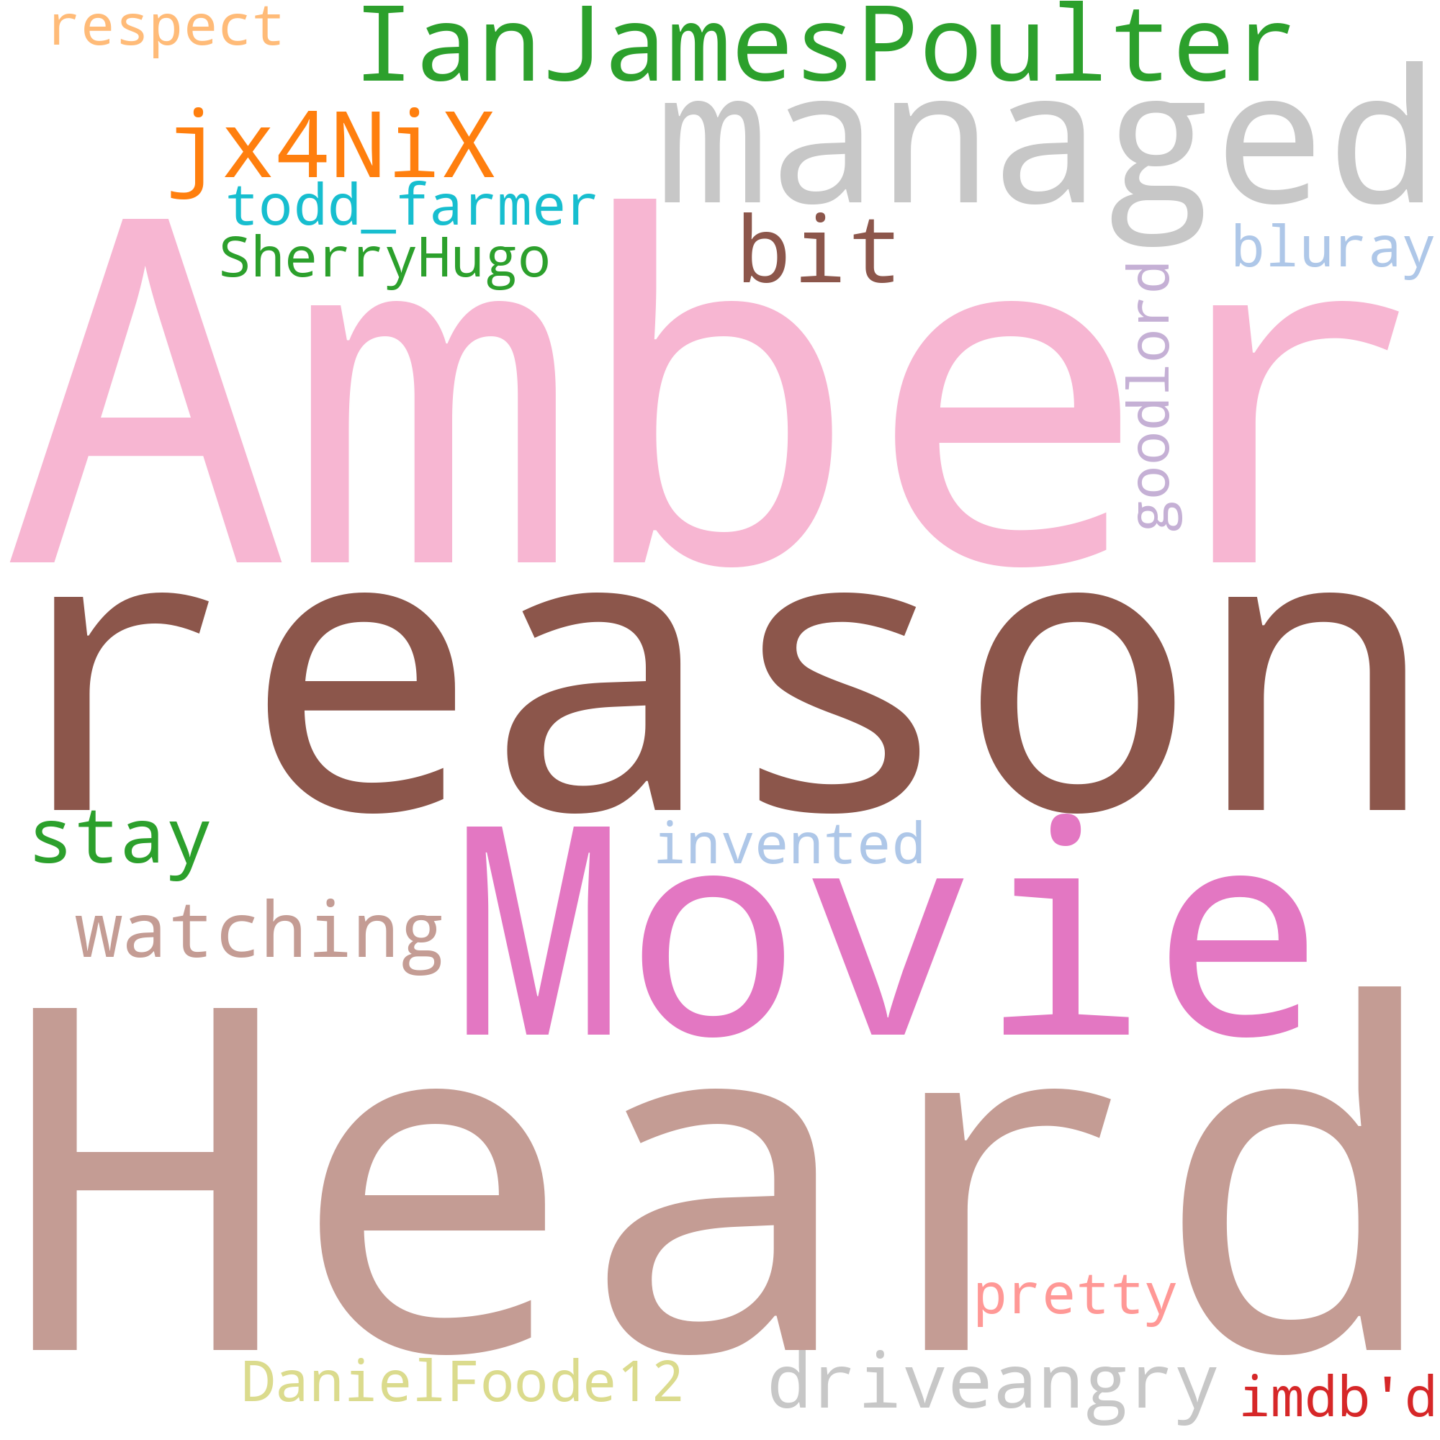 respect
IanJamesPoulter
jx4NiX
managed
todd_farmer
SherryHugo
bit
bluray
goodlord
Amber
reason
stay
Movie
invented
watching
Heard
pretty
DanielFoode12
driveangry
imdb'd